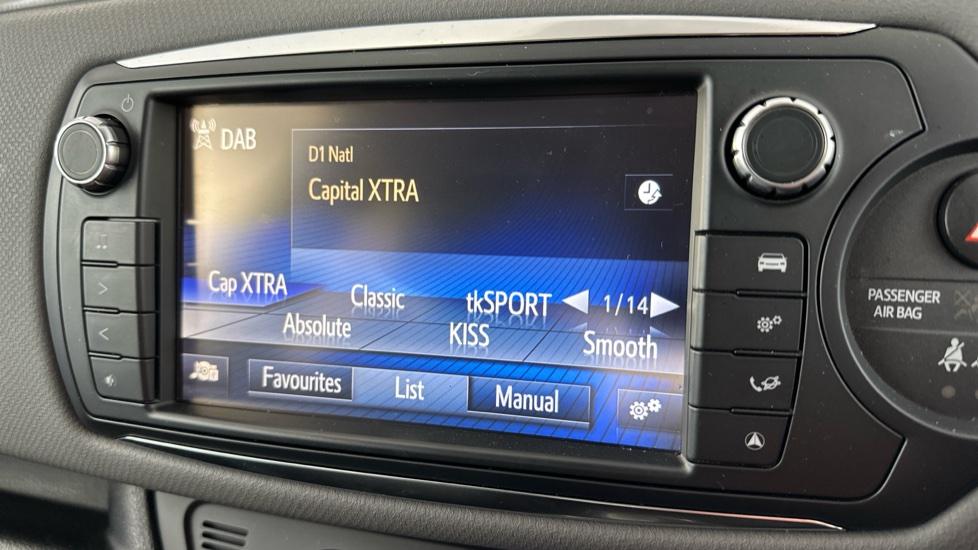 DAB
D1 Natl
Capital XTRA
Cap XTRA
Classic
tkSPORT
1/14
Absolute
KISS
Smooth
Favourites
List
Manual
PASSENGER
AIR BAG